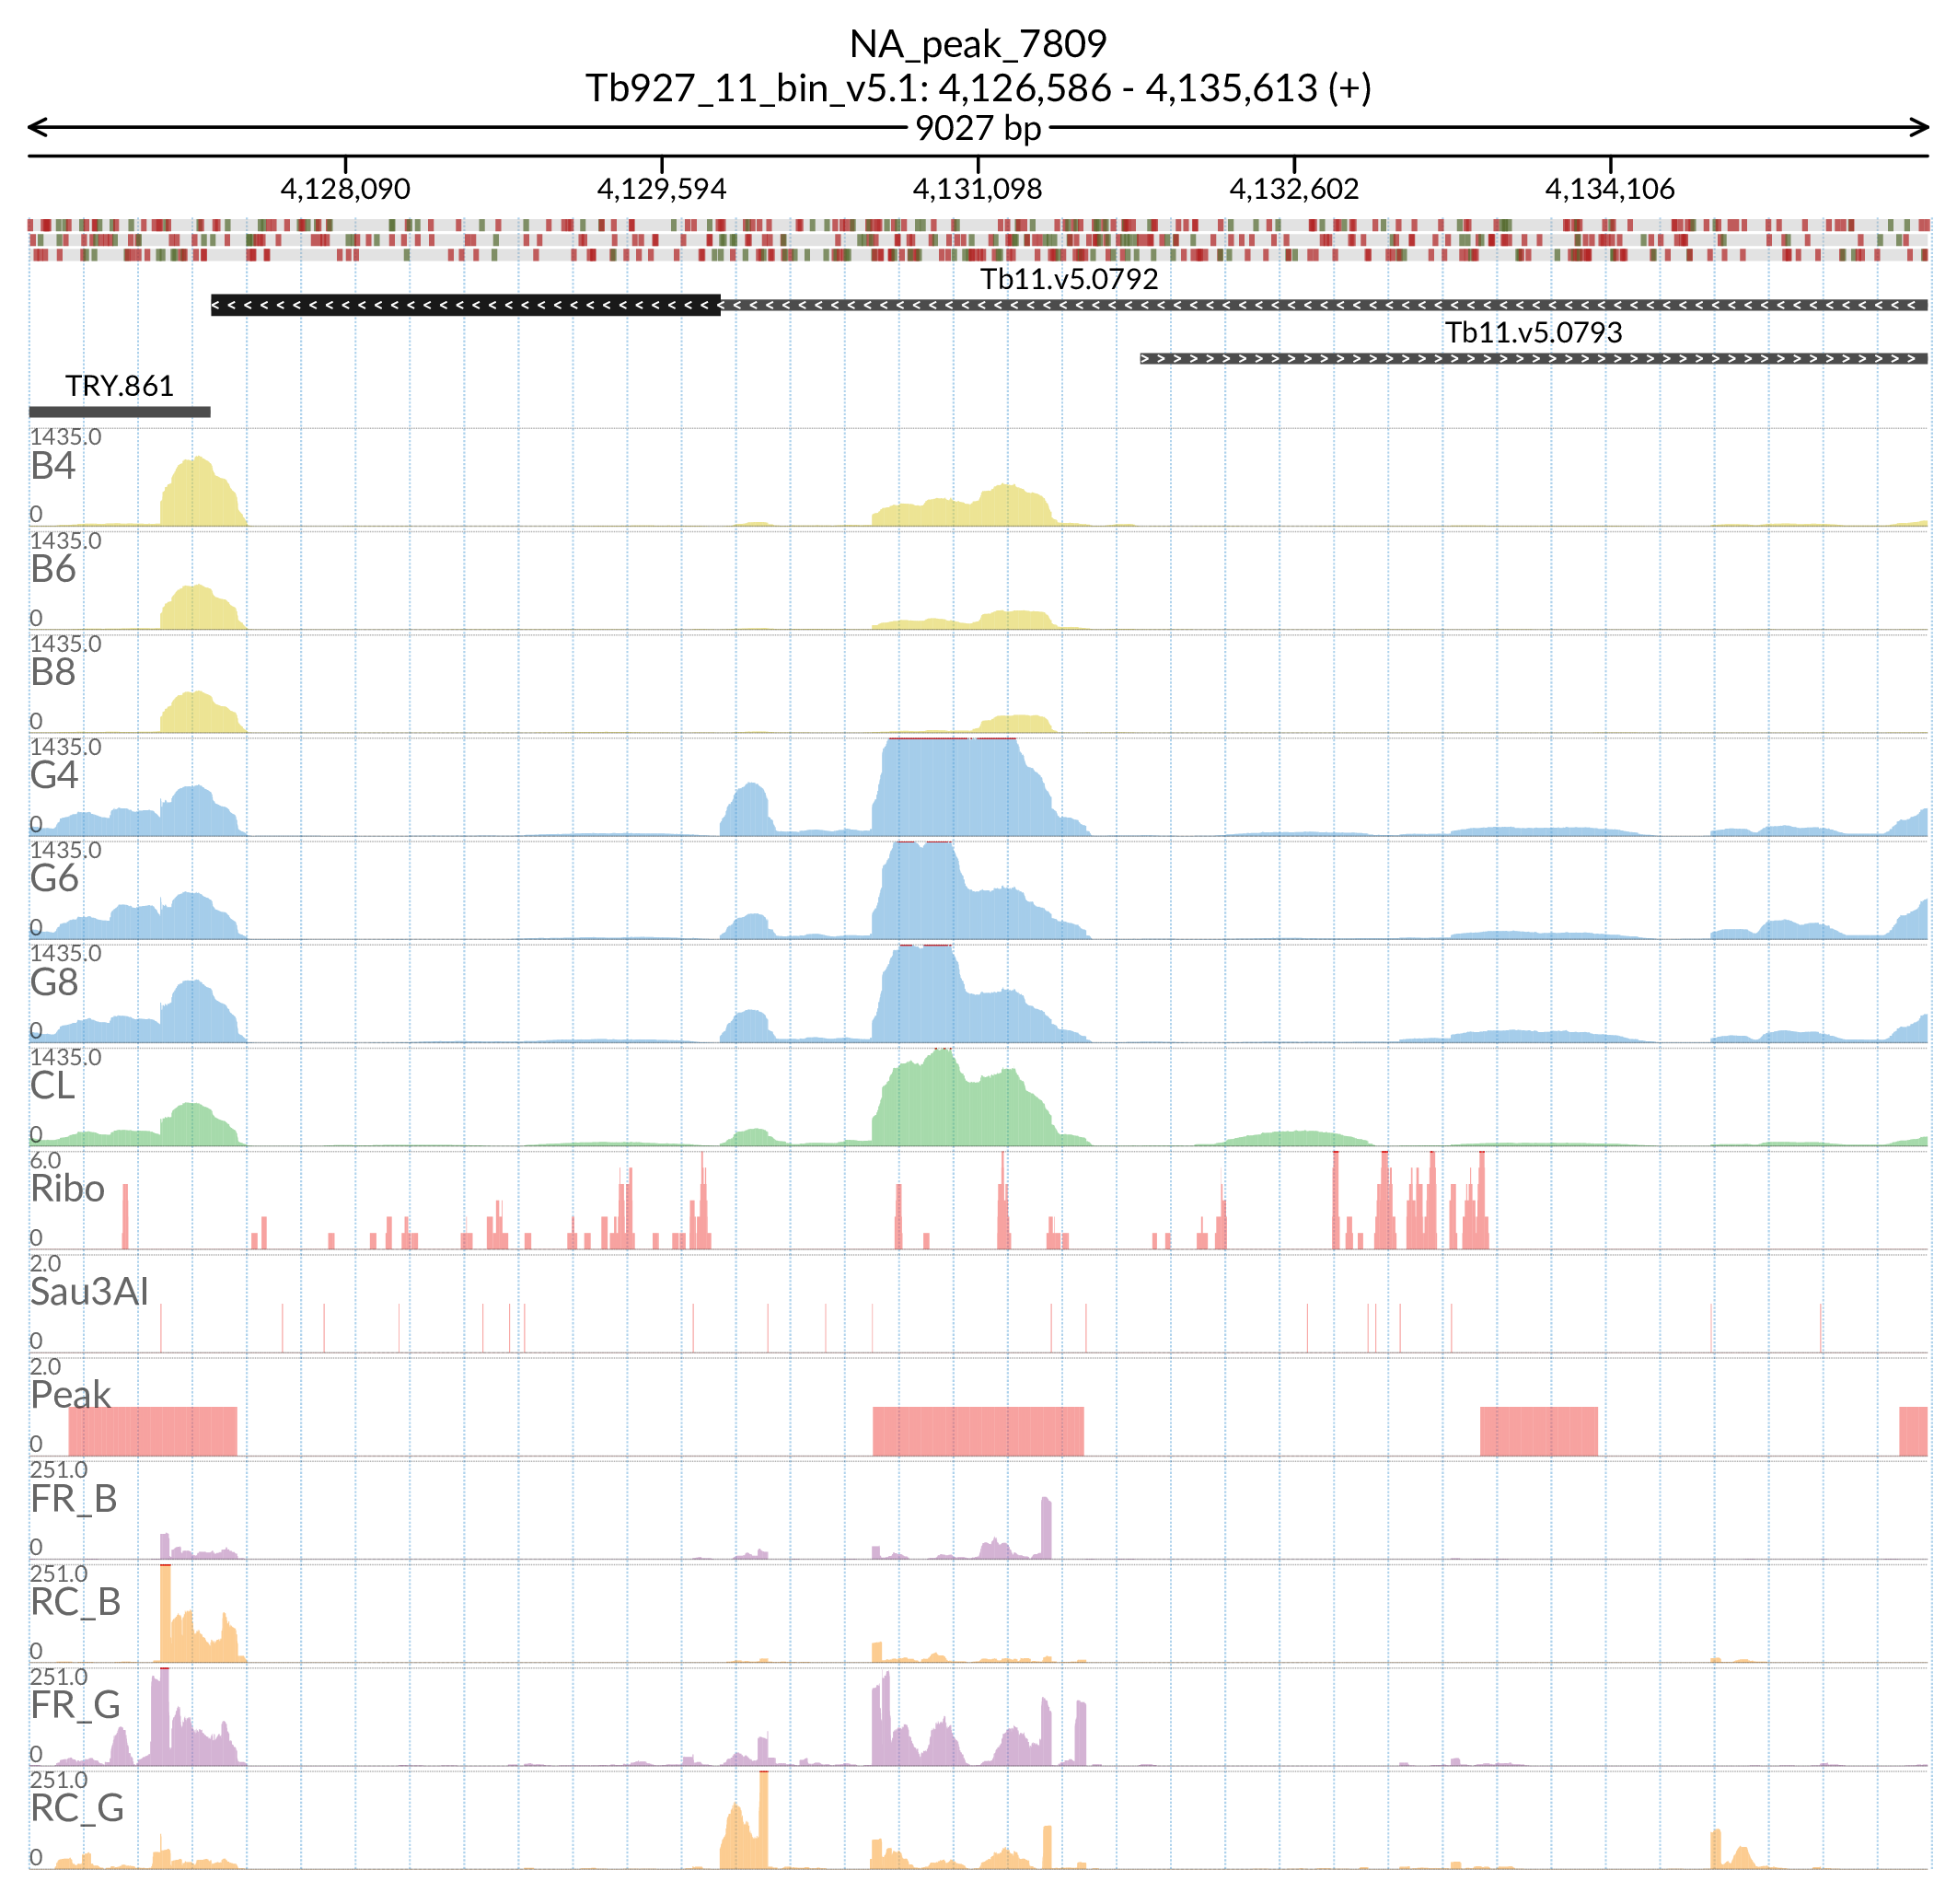 NA_peak_7809
Tb927_11_bin_v5.1: 4,126,586 - 4,135,613 (+)
9027 bp
4,128,090 4,129,594 4,131,098 4,132,602 4,134,106
Tb11.v5.0792
Tb11.v5.0793
TRY.861
1435.0
B4
0
1435.0
B6
0
1435.0
B8
0
1435.0
G4
0
1435.0
G6
0
1435.0
G8
0
1435.0
CL
0
6.0
Ribo
0
2.0
Sau3AI
0
2.0
Peak
0
251.0
FR_B
0
251.0
RC_B
0
251.0
FR_G
0
251.0
RC_G
0